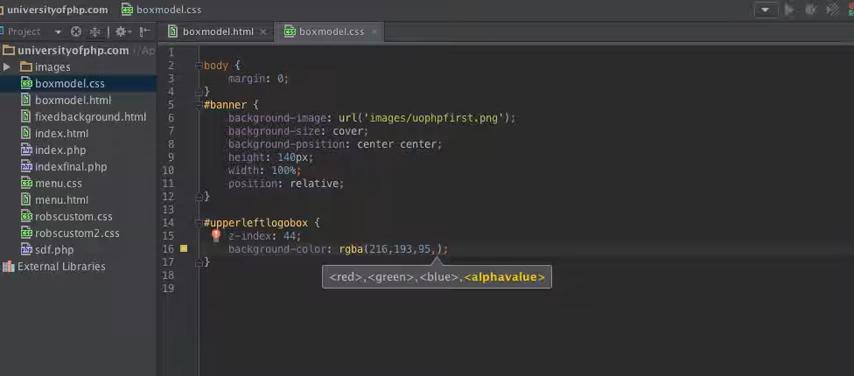 universityofphp.com boxmodel.css
Project
boxmodel.html boxmodel.css
universityofphp.com
images
boxmodel.css
boxmodel.html
fixedbackground.html
index.html
index.php
indexfinal.php
menu.css
menu.html
robscustom.css
robscustom2.css
sdf.php
External Libraries
1
2 body {
3 margin: 0;
4 }
5 #banner {
6 background-image: url('images/uophpfirst.png');
7 background-size: cover;
8 background-position: center center;
9 height: 140px;
10 width: 100%;
11 position: relative;
12 }
13
14 #upperleftlogobox {
15 z-index: 44;
16 background-color: rgba(216,193,95,);
17 }
18
19
<red>,<green>,<blue>,<alphavalue>